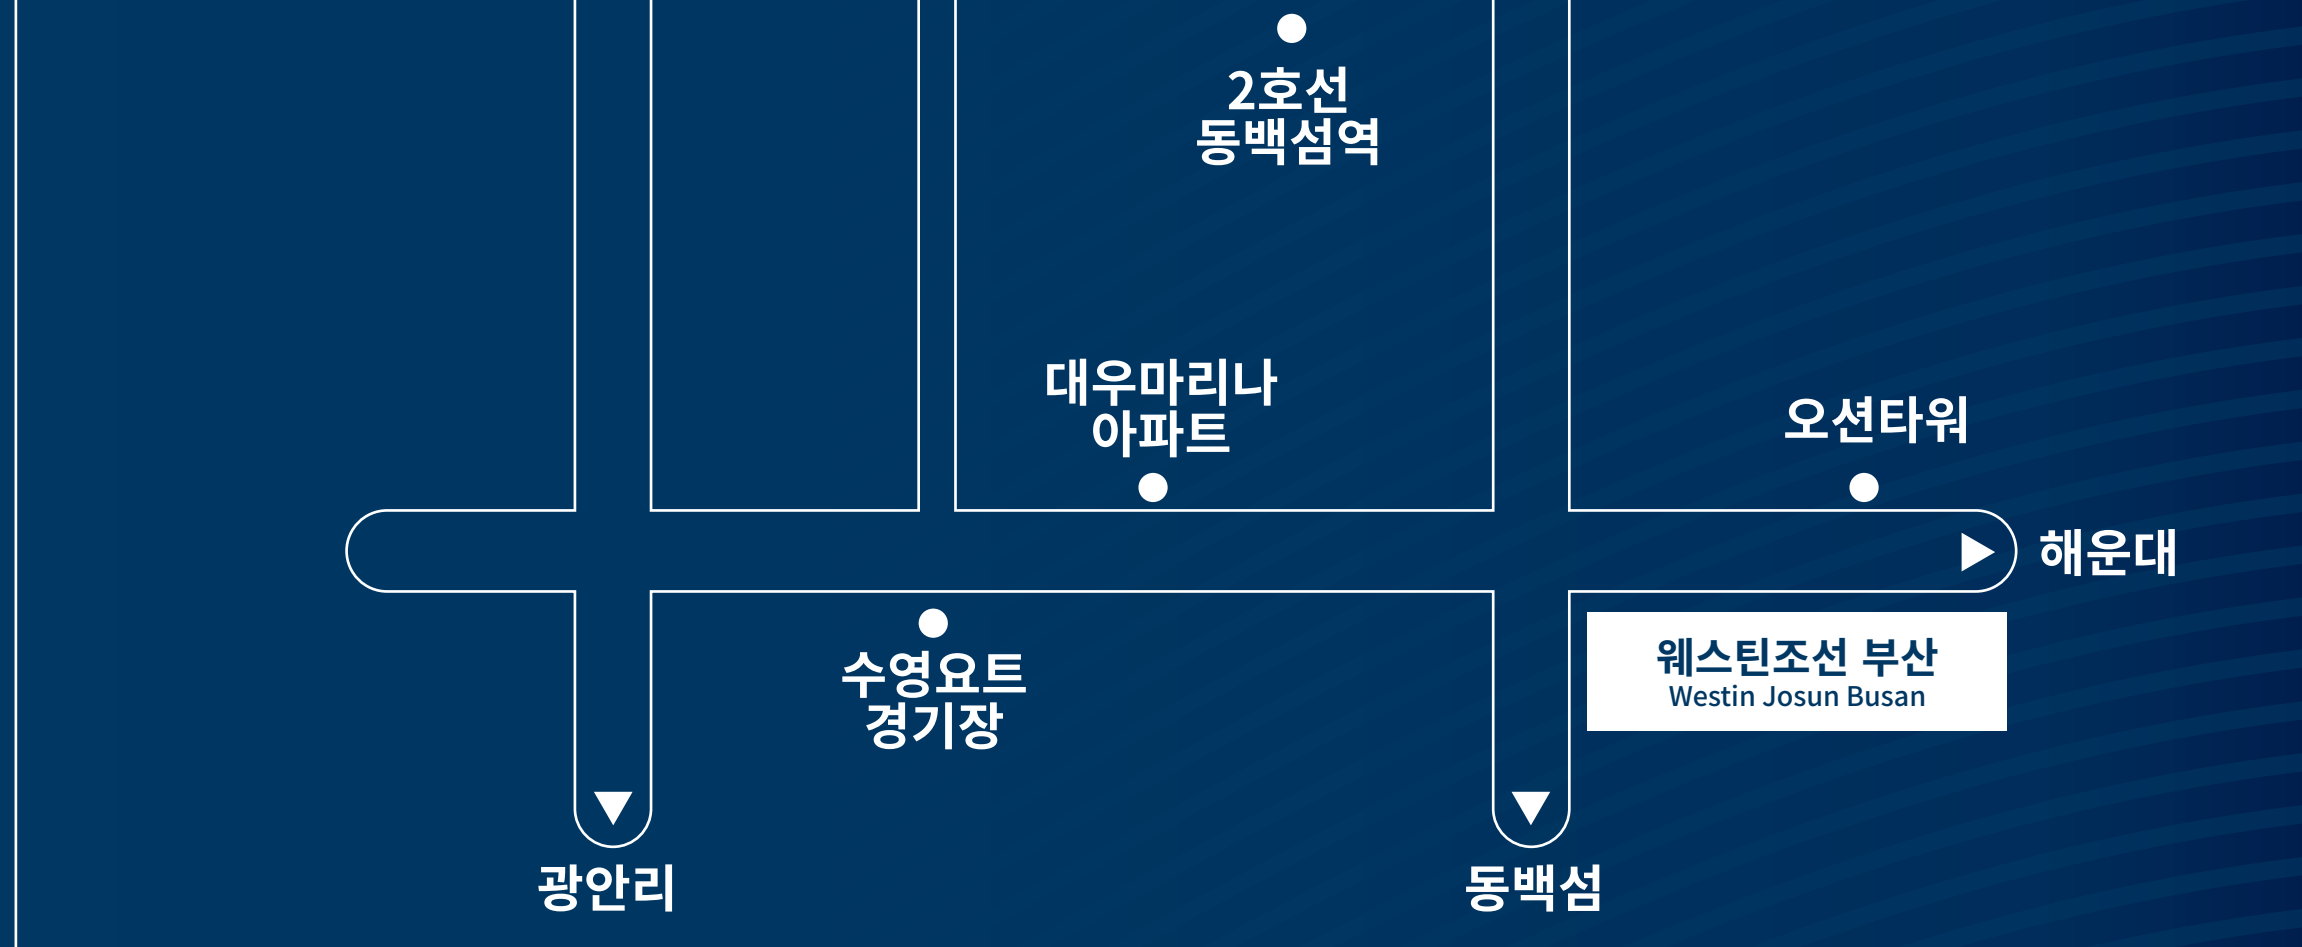 2호선
동백섬역
대우마리나
아파트
오션타워
해운대
수영요트
경기장
웨스틴조선 부산
Westin Josun Busan
광안리
동백섬